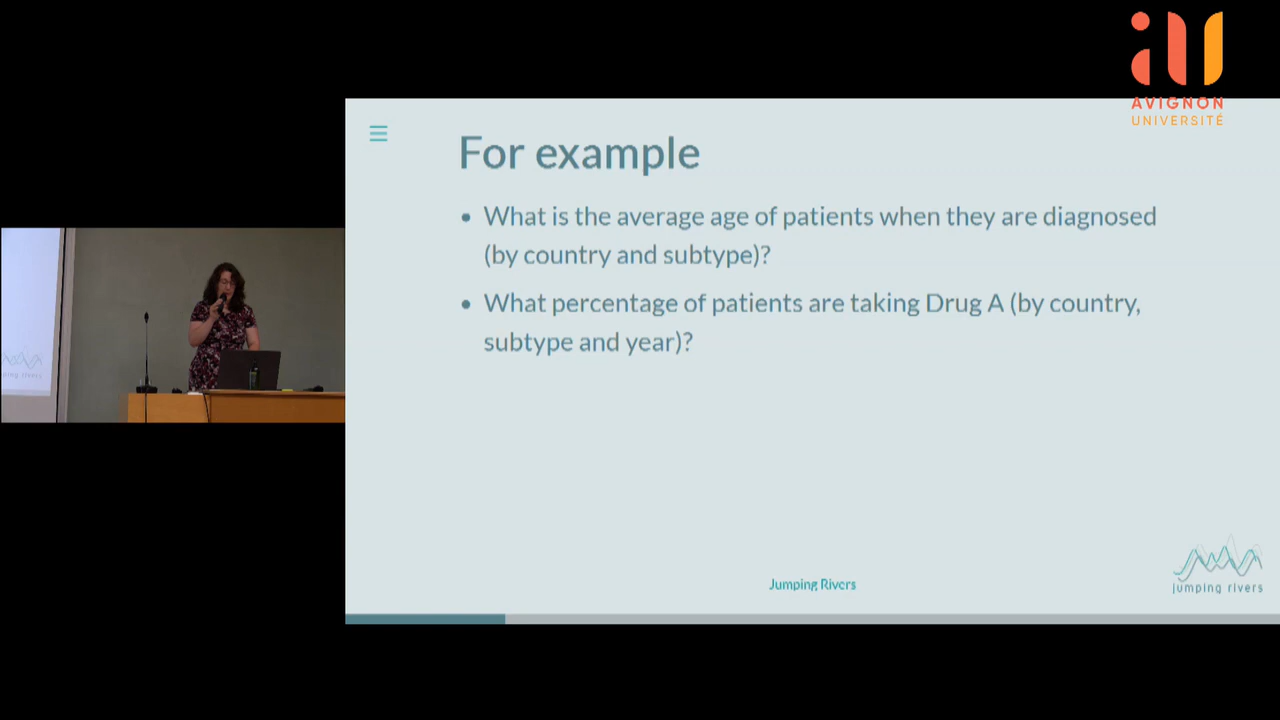 AVIGNON
UNIVERSITÉ
For example
• What is the average age of patients when they are diagnosed
(by country and subtype)?
• What percentage of patients are taking Drug A (by country,
subtype and year)?
Jumping Rivers
jumping rivers